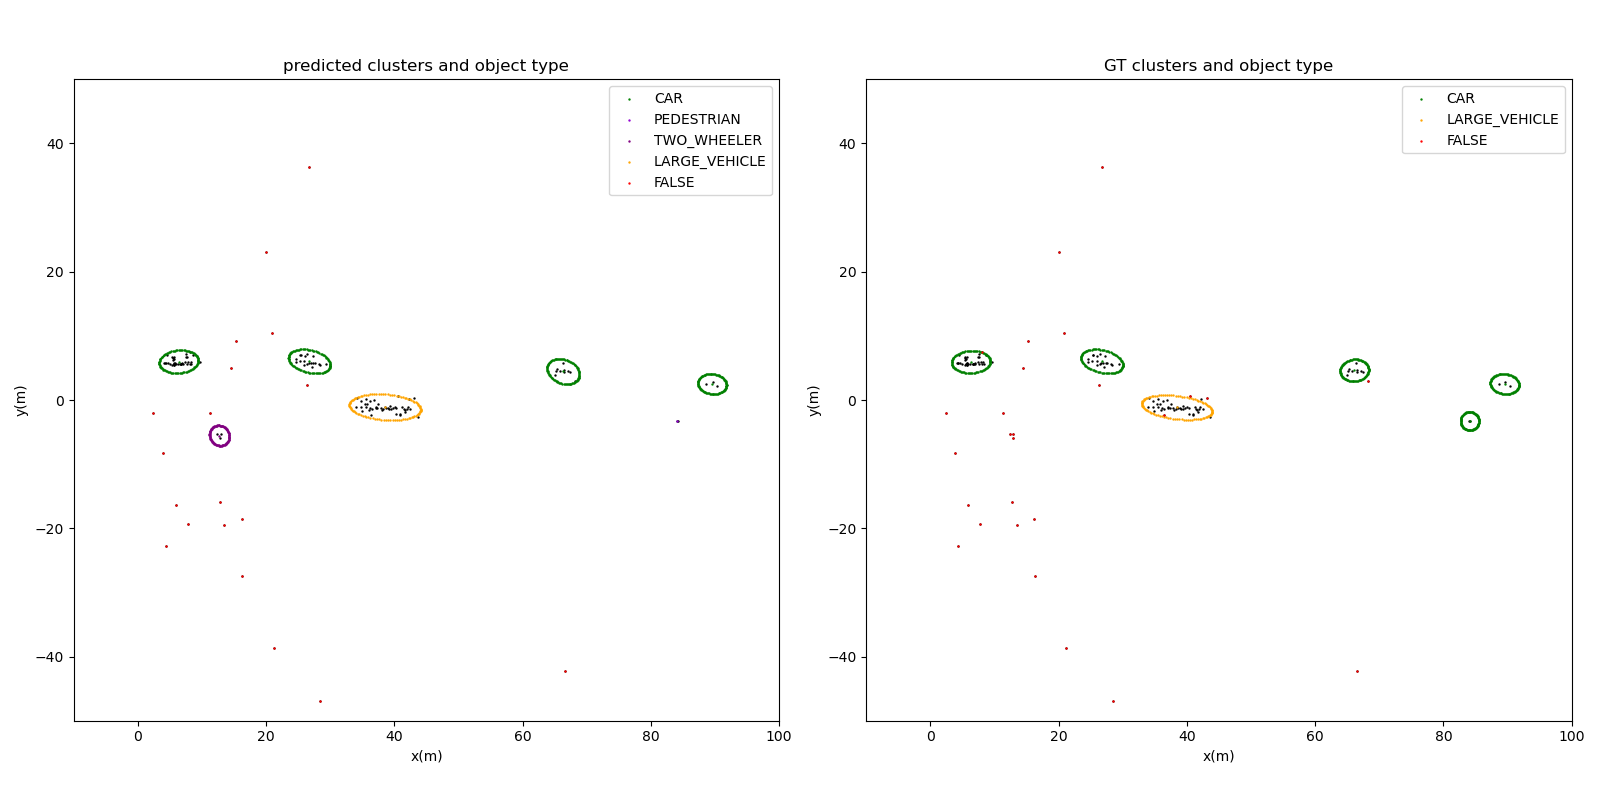 predicted clusters and object type
CAR
PEDESTRIAN
TWO_WHEELER
LARGE_VEHICLE
FALSE
40
20
0
−20
−40
y(m)
0
20
40
60
80
100
x(m)
GT clusters and object type
CAR
LARGE_VEHICLE
FALSE
40
20
0
−20
−40
y(m)
0
20
40
60
80
100
x(m)